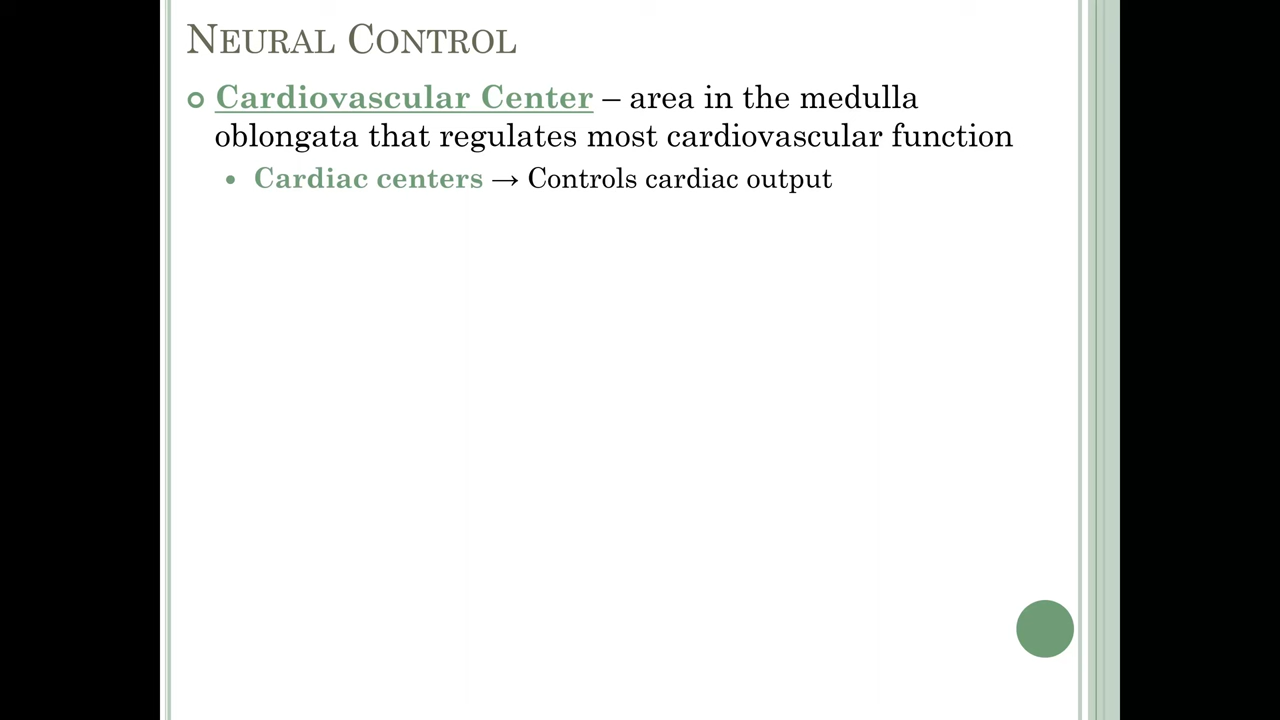 Neural Control
Cardiovascular Center – area in the medulla
oblongata that regulates most cardiovascular function
• Cardiac centers → Controls cardiac output